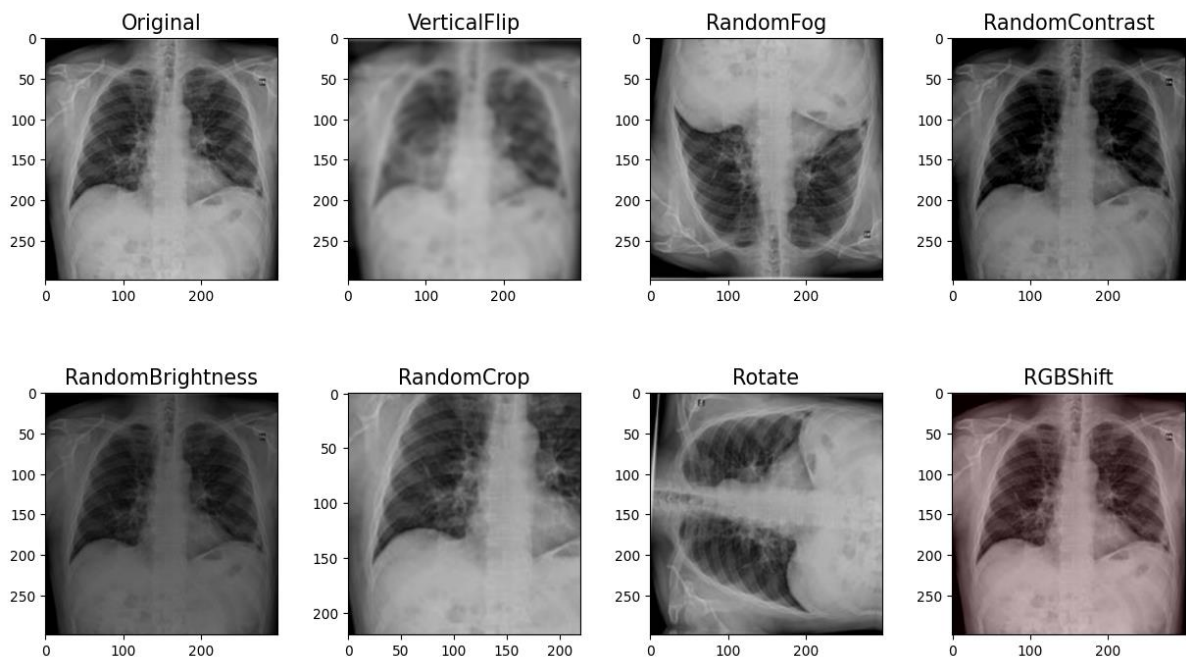 Original VerticalFlip RandomFog RandomContrast
0 0 0 0
50 50 50 50
100 100 100 100
150 150 150 150
200 200 200 200
250 250 250 250
0 100 200 0 100 200 0 100 200 0 100 200
RandomBrightness RandomCrop Rotate RGBShift
0 0 0 0
50 50 50 50
100 100 100 100
150 150 150 150
200 200 200 200
250 250 250
0 100 200 0 50 100 150 200 0 100 200 0 100 200